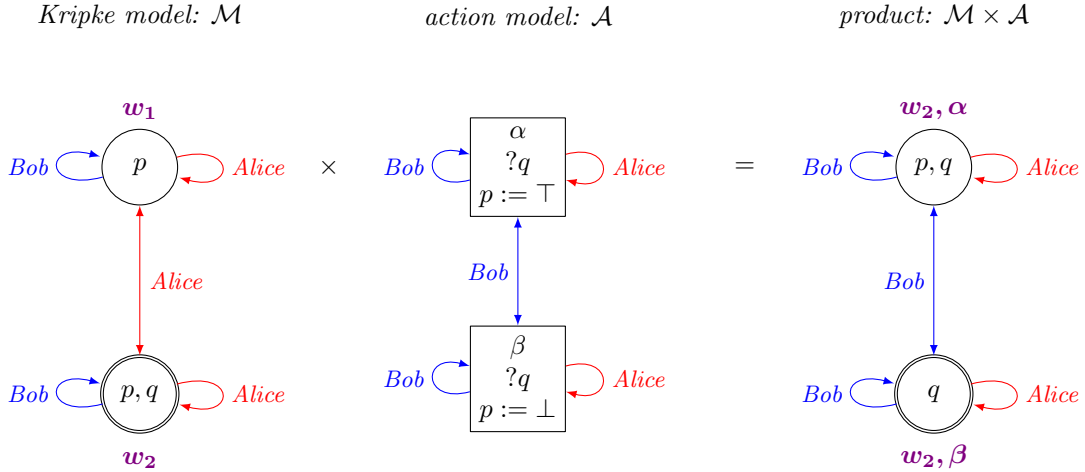 Kripke model: ℳ
action model: 𝒜
product: ℳ × 𝒜
w₁
w₂, α
Bob
p
Alice
×
Bob
α
?q
p := ⊤
Alice
=
Bob
p, q
Alice
Alice
Bob
Bob
Bob
p, q
Alice
Bob
β
?q
p := ⊥
Alice
Bob
q
Alice
w₂
w₂, β